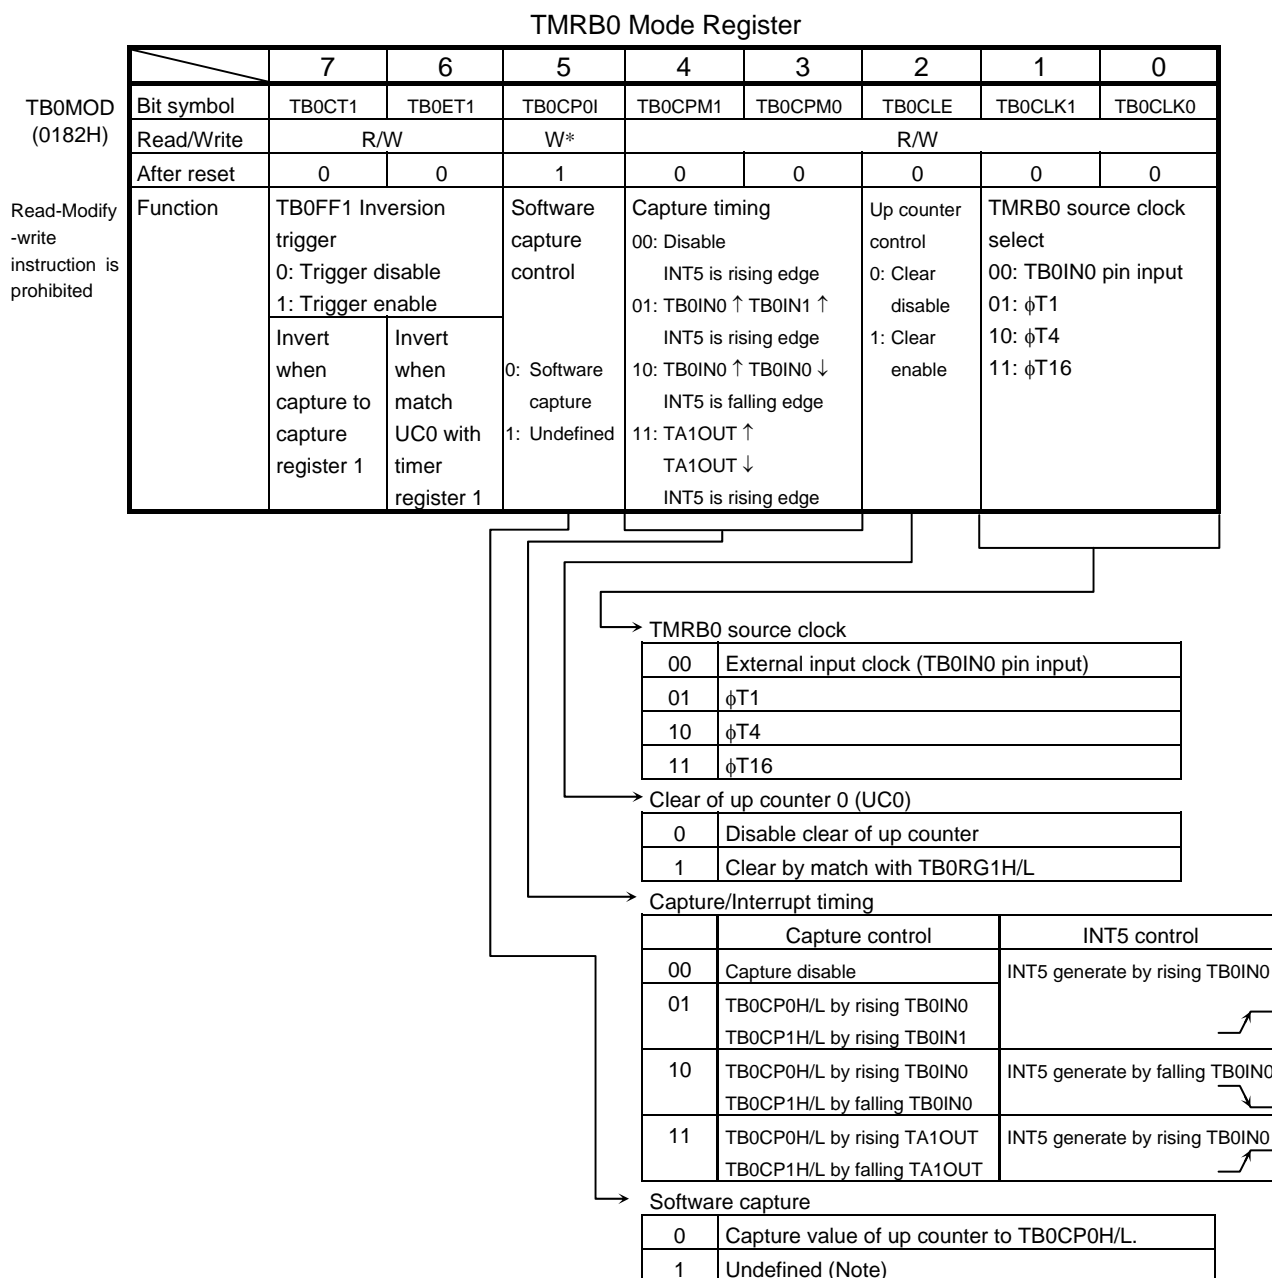 TMRB0 Mode Register
7 6 5 4 3 2 1 0
TB0MOD
(0182H)
Bit symbol TB0CT1 TB0ET1 TB0CP0I TB0CPM1 TB0CPM0 TB0CLE TB0CLK1 TB0CLK0
Read/Write R/W W* R/W
After reset 0 0 1 0 0 0 0 0
Read-Modify
-write
instruction is
prohibited
Function
TB0FF1 Inversion
trigger
0: Trigger disable
1: Trigger enable
Invert
when
capture to
capture
register 1
Invert
when
match
UC0 with
timer
register 1
Software
capture
control
0: Software
capture
1: Undefined
Capture timing
00: Disable
INT5 is rising edge
01: TB0IN0 ↑ TB0IN1 ↑
INT5 is rising edge
10: TB0IN0 ↑ TB0IN0 ↓
INT5 is falling edge
11: TA1OUT ↑
TA1OUT ↓
INT5 is rising edge
Up counter
control
0: Clear
disable
1: Clear
enable
TMRB0 source clock
select
00: TB0IN0 pin input
01: ϕT1
10: ϕT4
11: ϕT16
TMRB0 source clock
00 External input clock (TB0IN0 pin input)
01 ϕT1
10 ϕT4
11 ϕT16
Clear of up counter 0 (UC0)
0 Disable clear of up counter
1 Clear by match with TB0RG1H/L
Capture/Interrupt timing
Capture control INT5 control
00 Capture disable INT5 generate by rising TB0IN0
01 TB0CP0H/L by rising TB0IN0
TB0CP1H/L by rising TB0IN1
10 TB0CP0H/L by rising TB0IN0 INT5 generate by falling TB0IN0
TB0CP1H/L by falling TB0IN0
11 TB0CP0H/L by rising TA1OUT INT5 generate by rising TB0IN0
TB0CP1H/L by falling TA1OUT
Software capture
0 Capture value of up counter to TB0CP0H/L.
1 Undefined (Note)